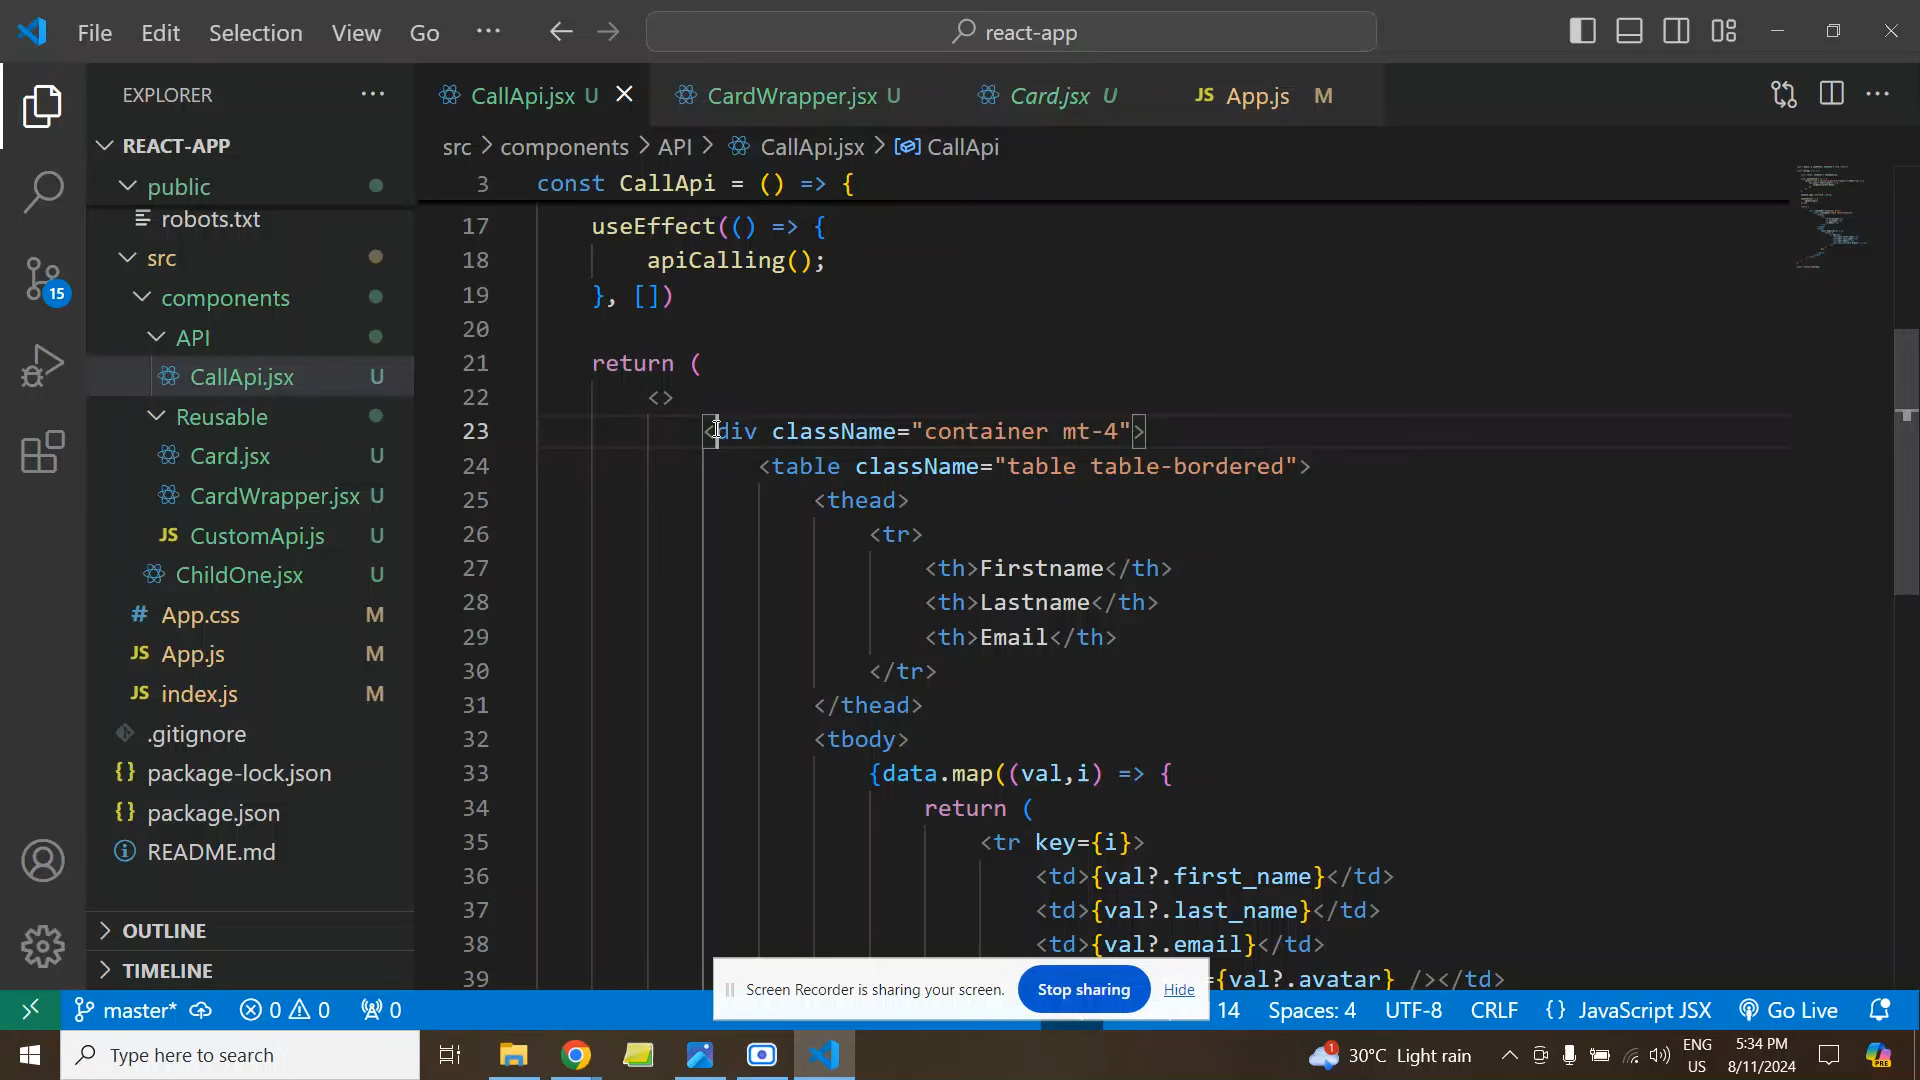 File Edit Selection View Go ··· react-app
EXPLORER ···
REACT-APP
public
robots.txt
src
components
API
CallApi.jsx U
Reusable
Card.jsx U
CardWrapper.jsx U
JS CustomApi.js U
ChildOne.jsx U
# App.css M
JS App.js M
JS index.js M
.gitignore
{} package-lock.json
{} package.json
README.md
OUTLINE
TIMELINE
15
CallApi.jsx U CardWrapper.jsx U Card.jsx U JS App.js M
src > components > API > CallApi.jsx > CallApi
3 const CallApi = () => {
17 useEffect(() => {
18 apiCalling();
19 }, [])
20
21 return (
22 <>
23 <div className="container mt-4">
24 <table className="table table-bordered">
25 <thead>
26 <tr>
27 <th>Firstname</th>
28 <th>Lastname</th>
29 <th>Email</th>
30 </tr>
31 </thead>
32 <tbody>
33 {data.map((val,i) => {
34 return (
35 <tr key={i}>
36 <td>{val?.first_name}</td>
37 <td>{val?.last_name}</td>
38 <td>{val?.email}</td>
39 ={val?.avatar} /></td>
Screen Recorder is sharing your screen. Stop sharing Hide
master* 0 0 0 14 Spaces: 4 UTF-8 CRLF {} JavaScript JSX Go Live
Type here to search
1 30°C Light rain ENG US 5:34 PM 8/11/2024 PRE